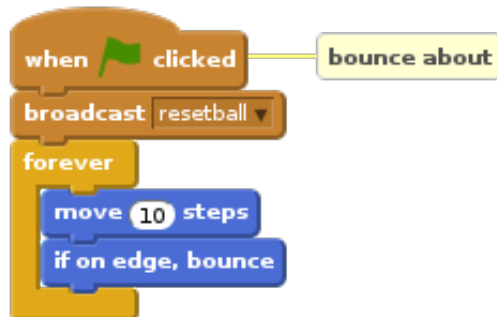 when clicked
bounce about
broadcast resetball
forever
move 10 steps
if on edge, bounce